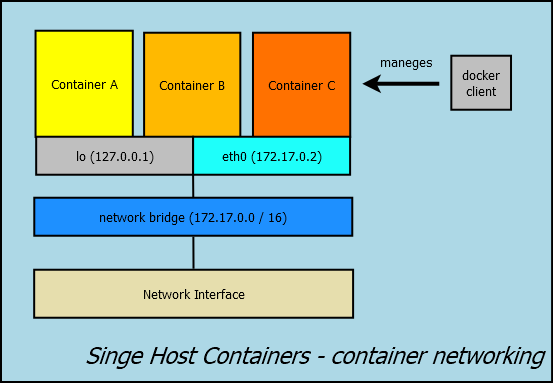 maneges
Container A
Container B
Container C
docker
client
lo (127.0.0.1)
eth0 (172.17.0.2)
network bridge (172.17.0.0 / 16)
Network Interface
Singe Host Containers - container networking